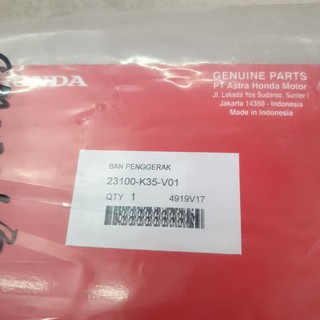 HONDA
GENUINE PARTS
PT Astra Honda Motor
Jl. Laksda Yos Sudarso, Sunter I
Jakarta 14350 - Indonesia
Made in Indonesia
BAN PENGGERAK
23100-K35-V01
QTY 1 4919V17